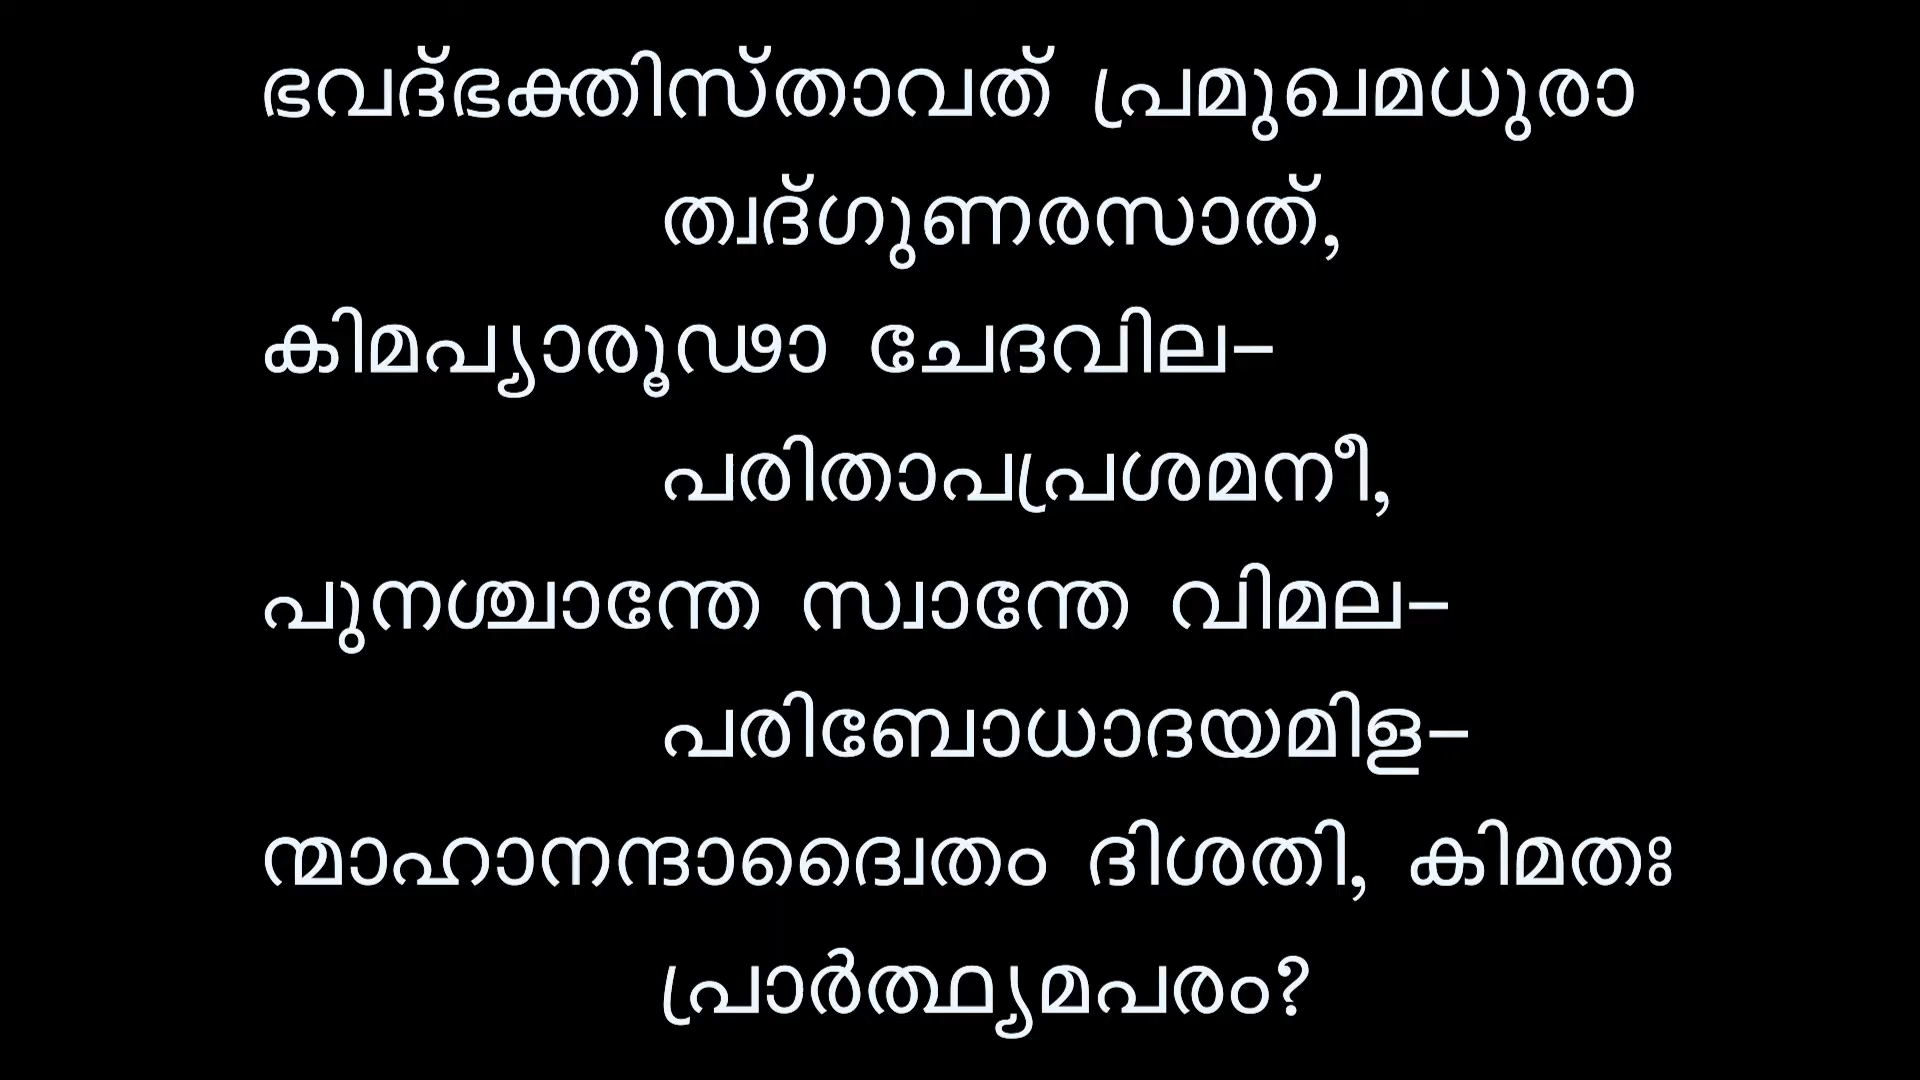 ഭവദ്ഭക്തിസ്താവത് പ്രമുഖമധുരാ
ത്വദ്ഗുണരസാത്,
കിമപ്യാരൂഢാ ചേദവില–
പരിതാപപ്രശമനീ,
പുനശ്ചാന്തേ സ്വാന്തേ വിമല–
പരിബോധാദയമിള–
ന്മാഹാനന്ദാദ്വൈതം ദിശതി, കിമതഃ
പ്രാർത്ഥ്യമപരം?